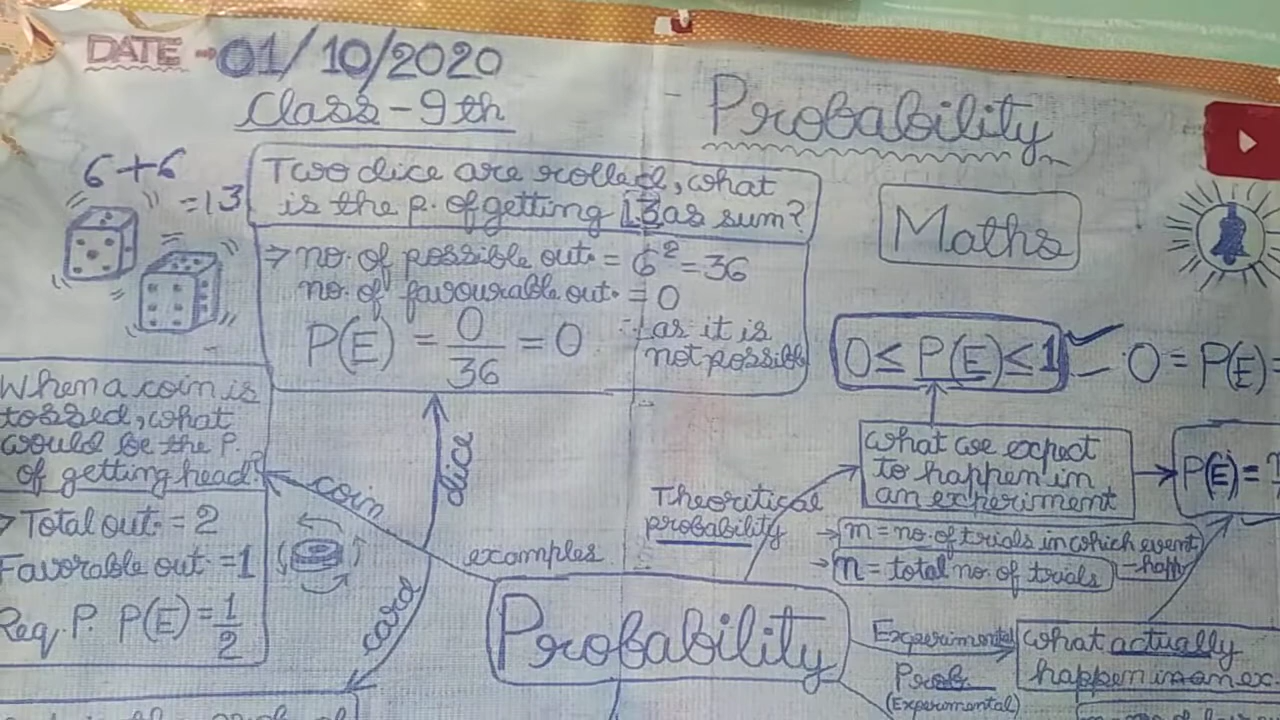 DATE → 01/10/2020
Class - 9th
Probability
Maths
6+6
=13
Two dice are rolled, what
is the p. of getting 13 as sum?
→ no. of possible out. = 6² = 36
no. of favourable out. = 0
P(E) = 0/36 = 0 ∵ as it is
not possible
0 ≤ P(E) ≤ 1
0 = P(E) =
When a coin is
tossed, what
would be the P.
of getting head?
→ Total out. = 2
Favorable out = 1
Req. P. P(E) = 1/2
coin
dice
card
examples
Probability
Theoritical
probability
what we expect
to happen in
an experiment
P(E) =
→ m = no. of trials in which event
happ
→ n = total no. of trials
Experimental
Prob
(Experimental)
what actually
happen in an ex.